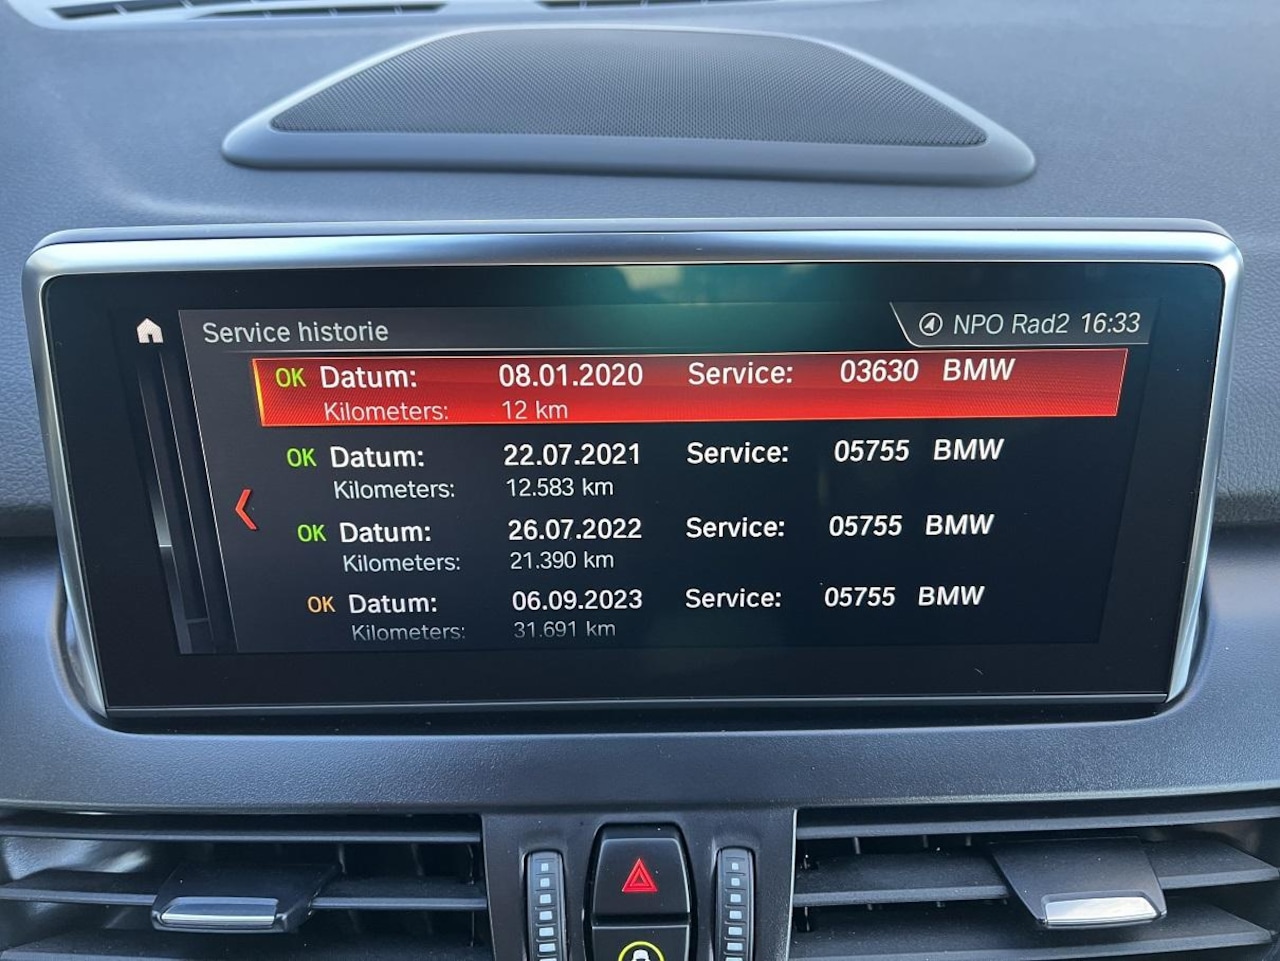 Service historie
NPO Rad2 16:33
OK Datum: 08.01.2020 Service: 03630 BMW
Kilometers: 12 km
OK Datum: 22.07.2021 Service: 05755 BMW
Kilometers: 12.583 km
OK Datum: 26.07.2022 Service: 05755 BMW
Kilometers: 21.390 km
OK Datum: 06.09.2023 Service: 05755 BMW
Kilometers: 31.691 km